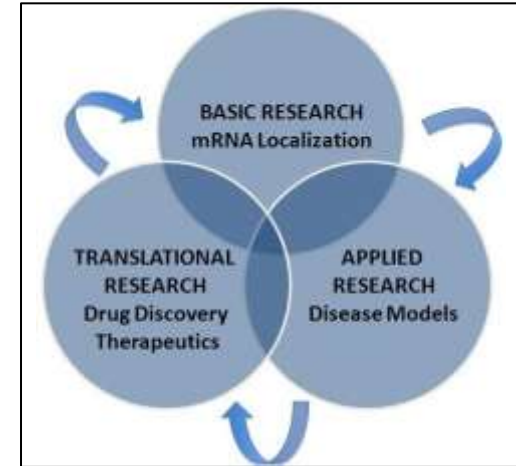 BASIC RESEARCH
mRNA Localization
TRANSLATIONAL
RESEARCH
Drug Discovery
Therapeutics
APPLIED
RESEARCH
Disease Models